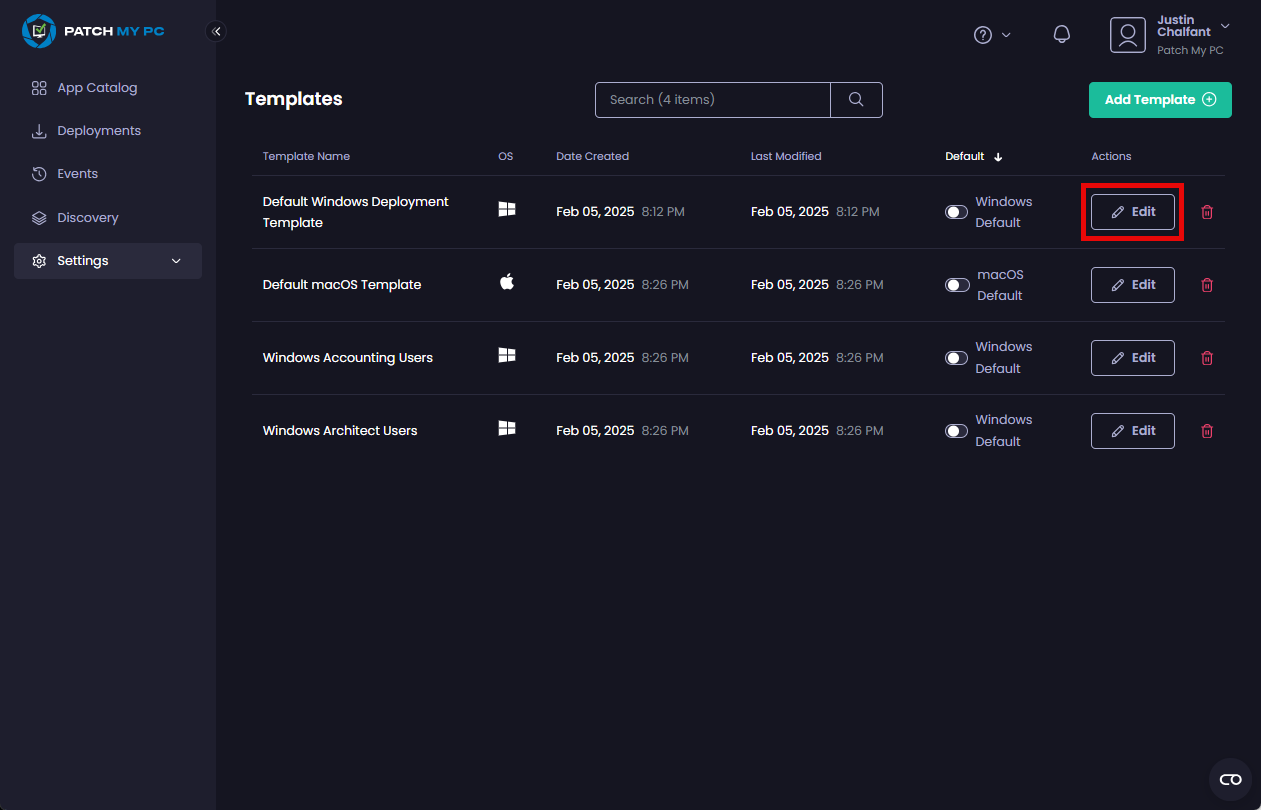 PATCH MY PC
Justin
Chalfant
Patch My PC
App Catalog
Deployments
Events
Discovery
Settings
Templates
Search (4 items)
Add Template
Template Name OS Date Created Last Modified Default Actions
Default Windows Deployment
Template
Feb 05, 2025 8:12 PM Feb 05, 2025 8:12 PM
Windows
Default
Edit
Default macOS Template Feb 05, 2025 8:26 PM Feb 05, 2025 8:26 PM
macOS
Default
Edit
Windows Accounting Users Feb 05, 2025 8:26 PM Feb 05, 2025 8:26 PM
Windows
Default
Edit
Windows Architect Users Feb 05, 2025 8:26 PM Feb 05, 2025 8:26 PM
Windows
Default
Edit